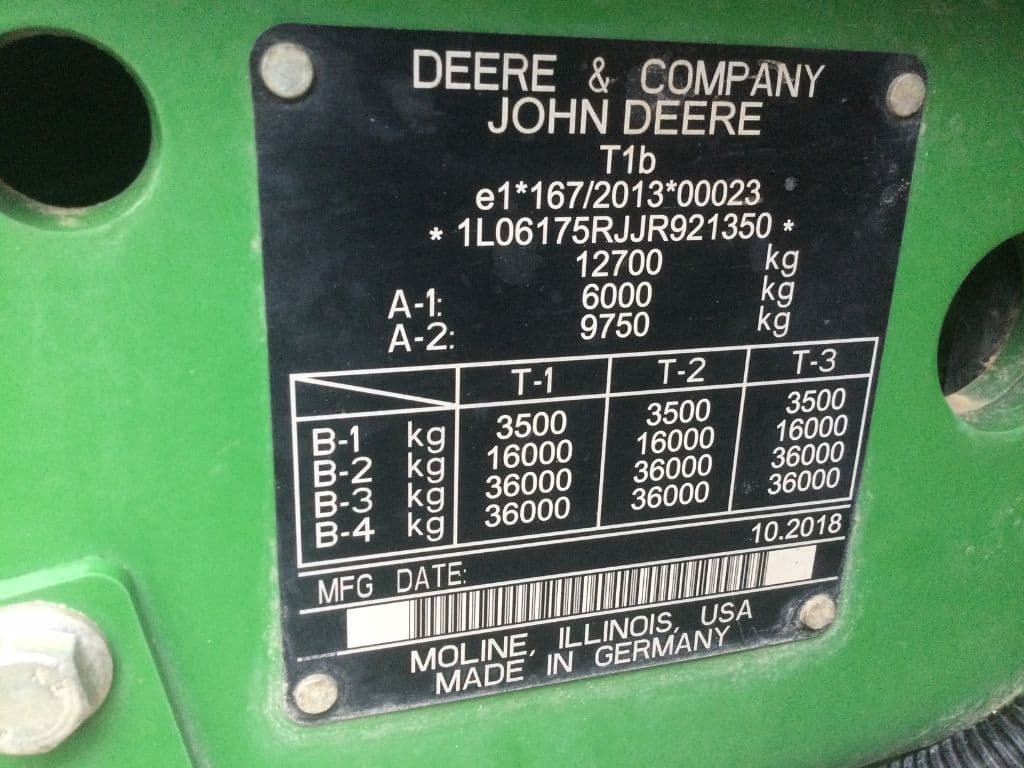 DEERE & COMPANY
JOHN DEERE
T1b
e1*167/2013*00023
* 1L06175RJJR921350 *
12700 kg
A-1: 6000 kg
A-2: 9750 kg
T-1 T-2 T-3
B-1 kg 3500 3500 3500
B-2 kg 16000 16000 16000
B-3 kg 36000 36000 36000
B-4 kg 36000 36000 36000
MFG DATE: 10.2018
MOLINE, ILLINOIS, USA
MADE IN GERMANY